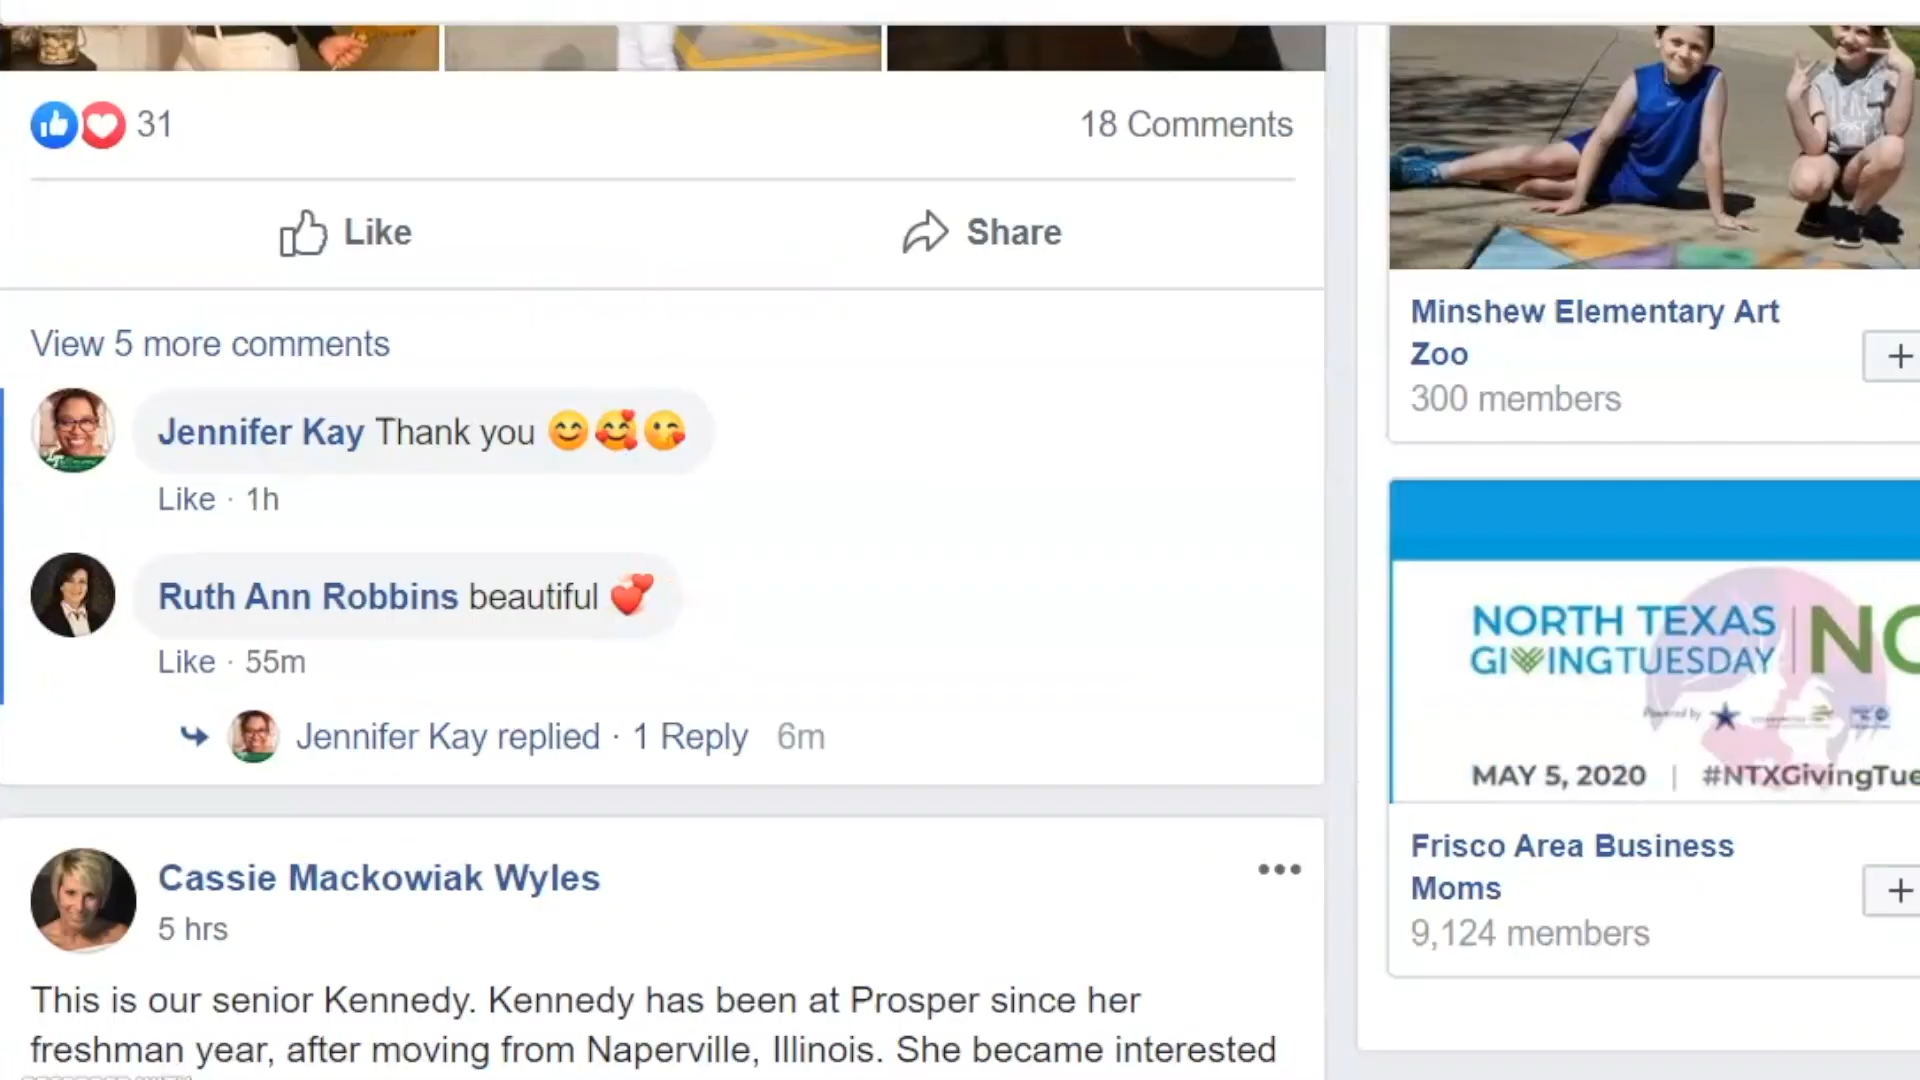 31
18 Comments
Like
Share
View 5 more comments
Jennifer Kay Thank you 😊🥰😘
Like · 1h
Ruth Ann Robbins beautiful 💞
Like · 55m
Jennifer Kay replied · 1 Reply 6m
Cassie Mackowiak Wyles
5 hrs
This is our senior Kennedy. Kennedy has been at Prosper since her
freshman year, after moving from Naperville, Illinois. She became interested
Minshew Elementary Art
Zoo
300 members
NORTH TEXAS
GIVINGTUESDAY
Powered by
MAY 5, 2020 | #NTXGivingTue
Frisco Area Business
Moms
9,124 members